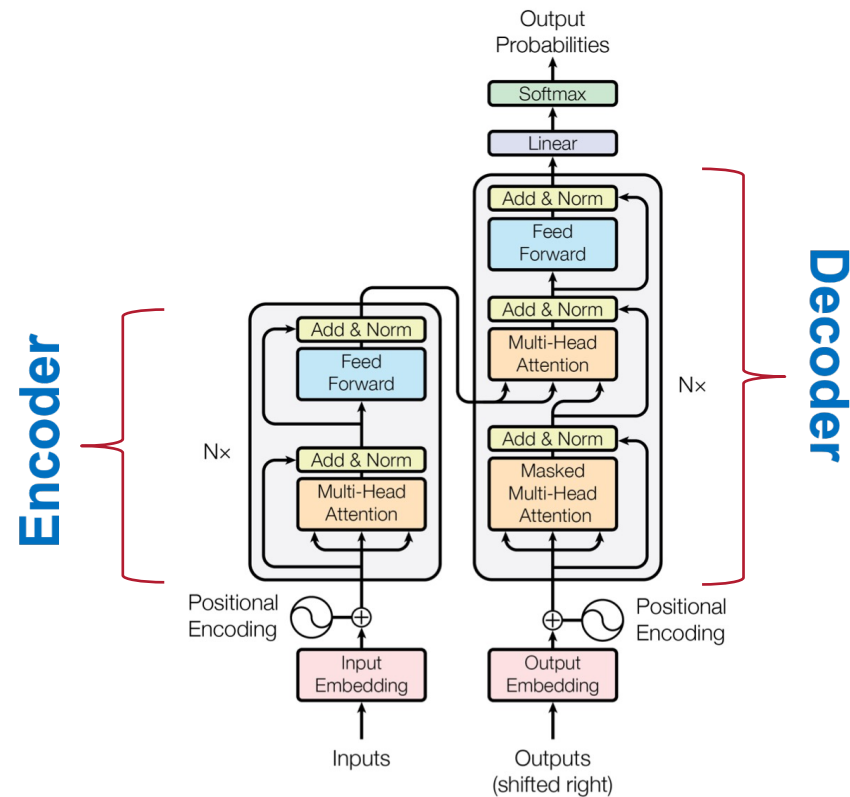 Output
Probabilities
Softmax
Linear
Add & Norm
Feed
Forward
Add & Norm
Multi-Head
Attention
Add & Norm
Masked
Multi-Head
Attention
Nx
Decoder
Positional
Encoding
Output
Embedding
Outputs
(shifted right)
Encoder
Nx
Add & Norm
Feed
Forward
Add & Norm
Multi-Head
Attention
Positional
Encoding
Input
Embedding
Inputs